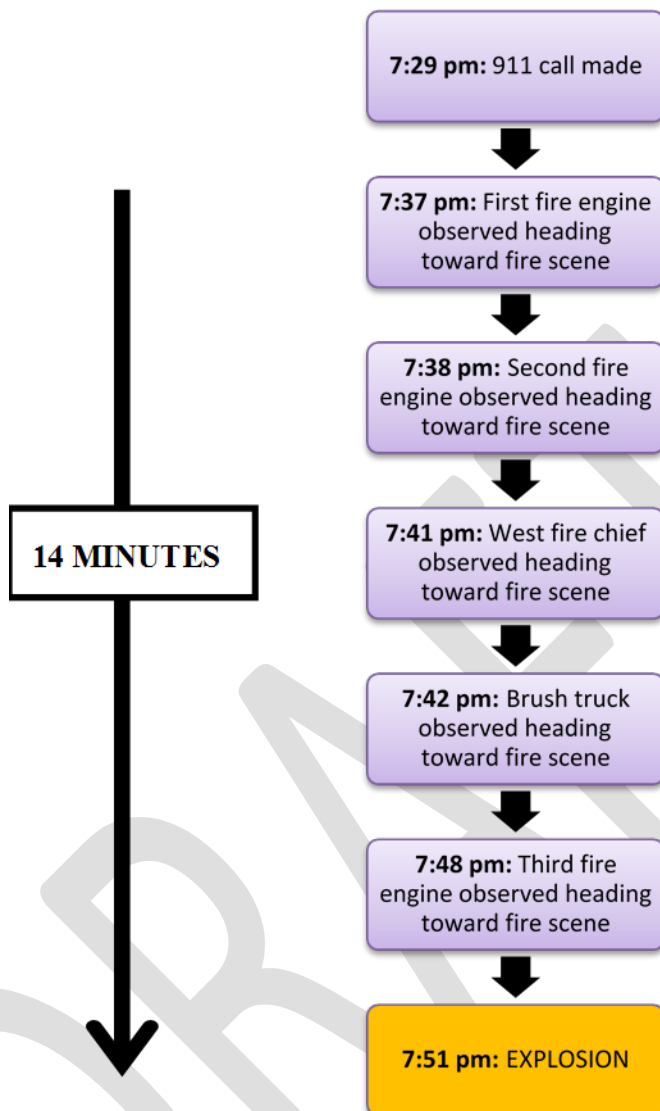 7:29 pm: 911 call made
7:37 pm: First fire engine
observed heading
toward fire scene
7:38 pm: Second fire
engine observed heading
toward fire scene
14 MINUTES
7:41 pm: West fire chief
observed heading
toward fire scene
7:42 pm: Brush truck
observed heading
toward fire scene
7:48 pm: Third fire
engine observed heading
toward fire scene
7:51 pm: EXPLOSION
DRAFT